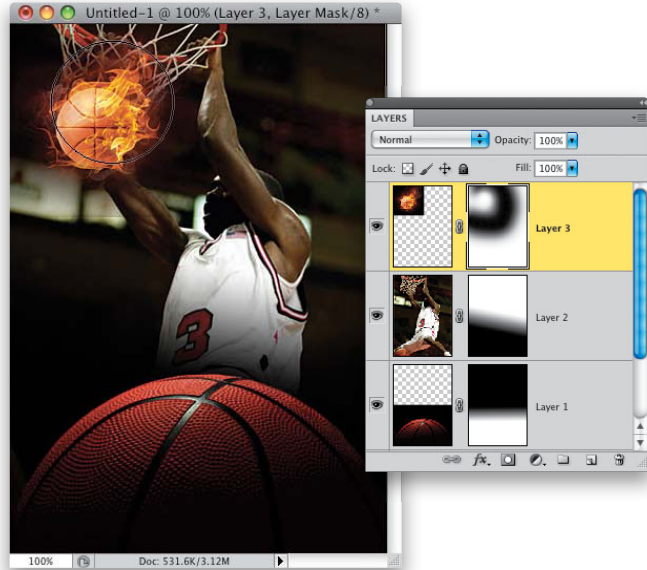 Untitled-1 @ 100% (Layer 3, Layer Mask/8) *
3
100%
Doc: 531.6K/3.12M
LAYERS
Normal
Opacity: 100%
Lock:
Fill: 100%
Layer 3
Layer 2
Layer 1
fx.